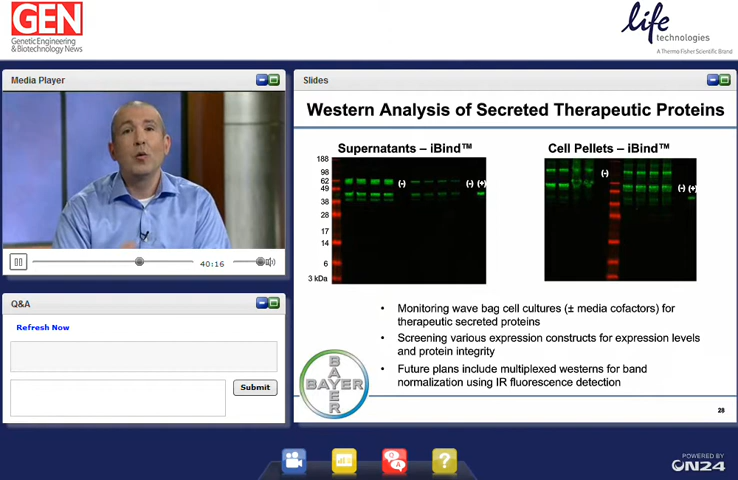 GEN
Genetic Engineering
& Biotechnology News
life
technologies
A Thermo Fisher Scientific Brand
Media Player
40:16
Q&A
Refresh Now
Submit
Slides
Western Analysis of Secreted Therapeutic Proteins
Supernatants – iBind™
188
98
62
49
38
28
17
14
6
3 kDa
(-)
(-) (+)
Cell Pellets – iBind™
(-)
(-) (+)
• Monitoring wave bag cell cultures (± media cofactors) for
therapeutic secreted proteins
• Screening various expression constructs for expression levels
and protein integrity
• Future plans include multiplexed westerns for band
normalization using IR fluorescence detection
BAYER
BAYER
28
Q
A
?
POWERED BY
ON24